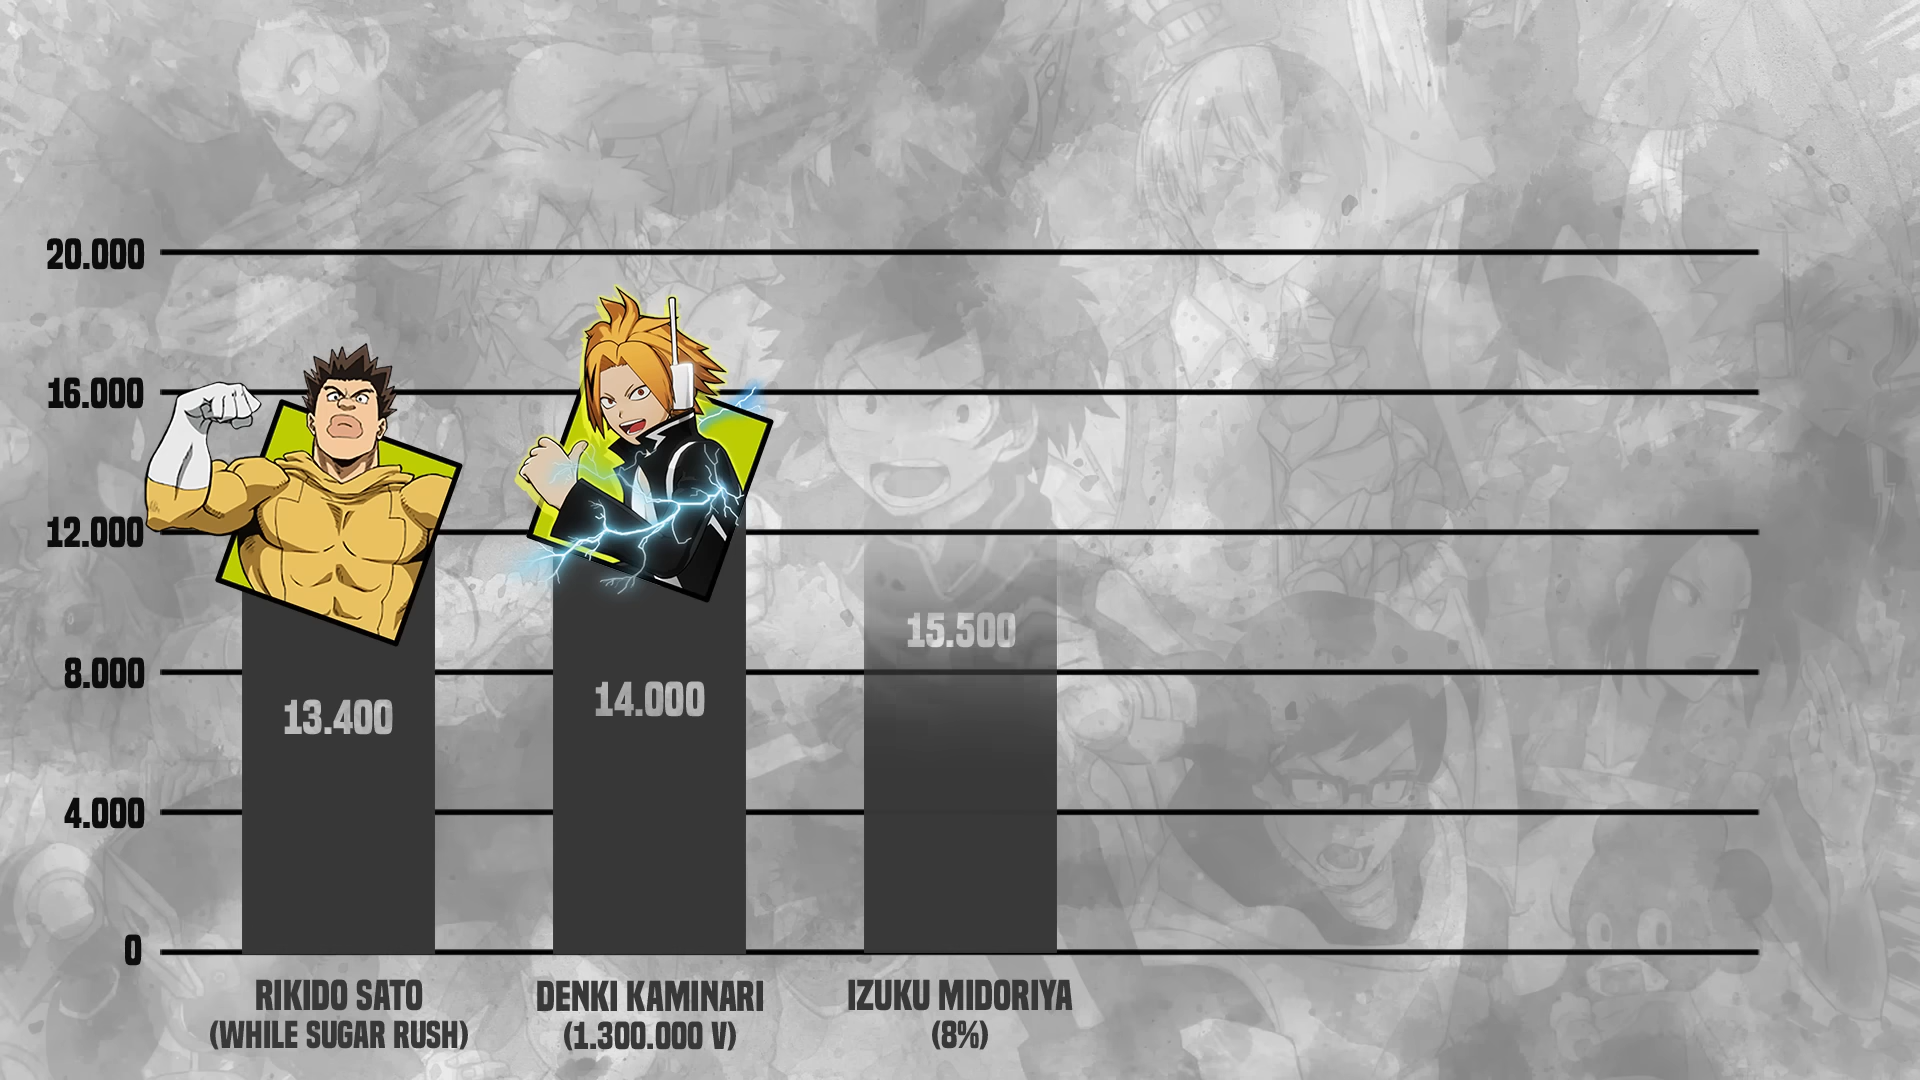 20.000
16.000
12.000
8.000
4.000
0
13.400
14.000
15.500
RIKIDO SATO
(WHILE SUGAR RUSH)
DENKI KAMINARI
(1.300.000 V)
IZUKU MIDORIYA
(8%)